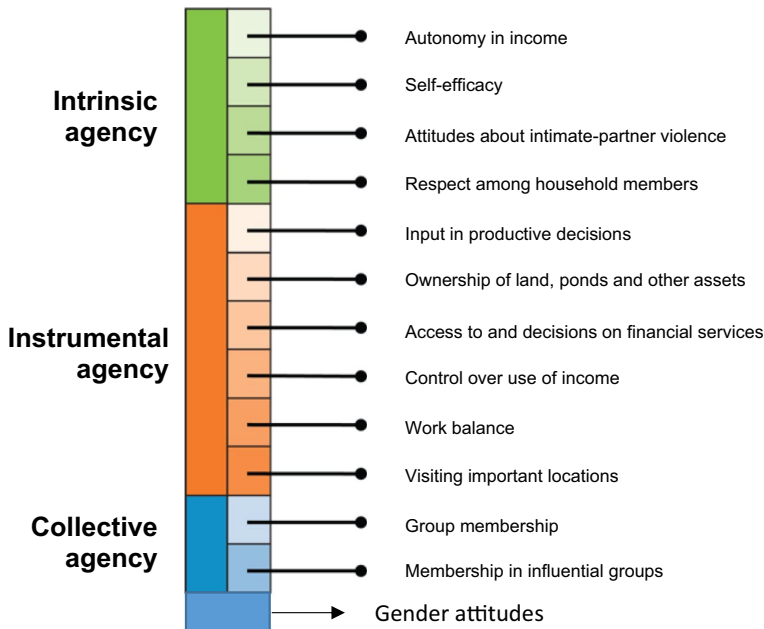 Intrinsic
agency
Autonomy in income
Self-efficacy
Attitudes about intimate-partner violence
Respect among household members
Instrumental
agency
Input in productive decisions
Ownership of land, ponds and other assets
Access to and decisions on financial services
Control over use of income
Work balance
Visiting important locations
Collective
agency
Group membership
Membership in influential groups
Gender attitudes